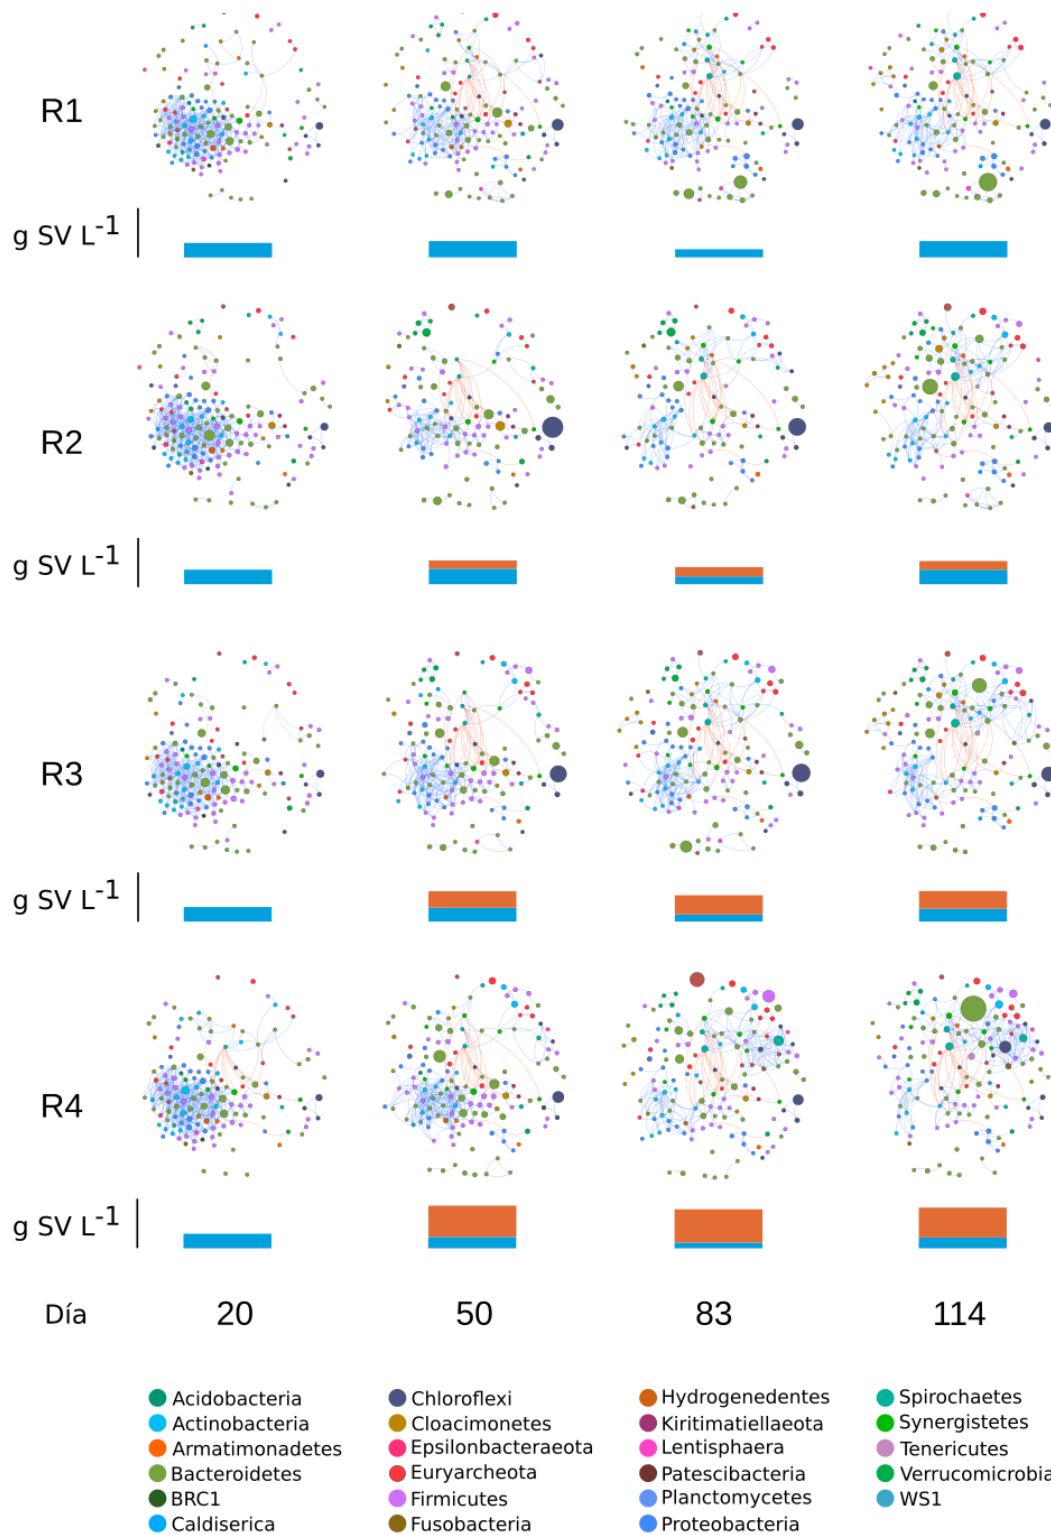 R1
g SV L-1
R2
g SV L-1
R3
g SV L-1
R4
g SV L-1
Día 20 50 83 114
Acidobacteria Chloroflexi Hydrogenedentes Spirochaetes
Actinobacteria Cloacimonetes Kiritimatiellaeota Synergistetes
Armatimonadetes Epsilonbacteraeota Lentisphaera Tenericutes
Bacteroidetes Euryarcheota Patescibacteria Verrucomicrobia
BRC1 Firmicutes Planctomycetes WS1
Caldiserica Fusobacteria Proteobacteria